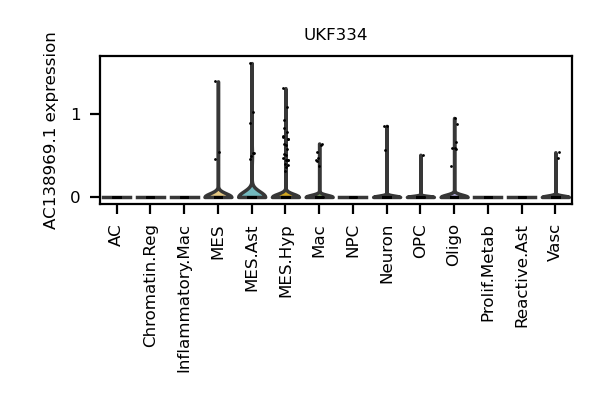 UKF334
AC138969.1 expression
1
0
AC
Chromatin.Reg
Inflammatory.Mac
MES
MES.Ast
MES.Hyp
Mac
NPC
Neuron
OPC
Oligo
Prolif.Metab
Reactive.Ast
Vasc